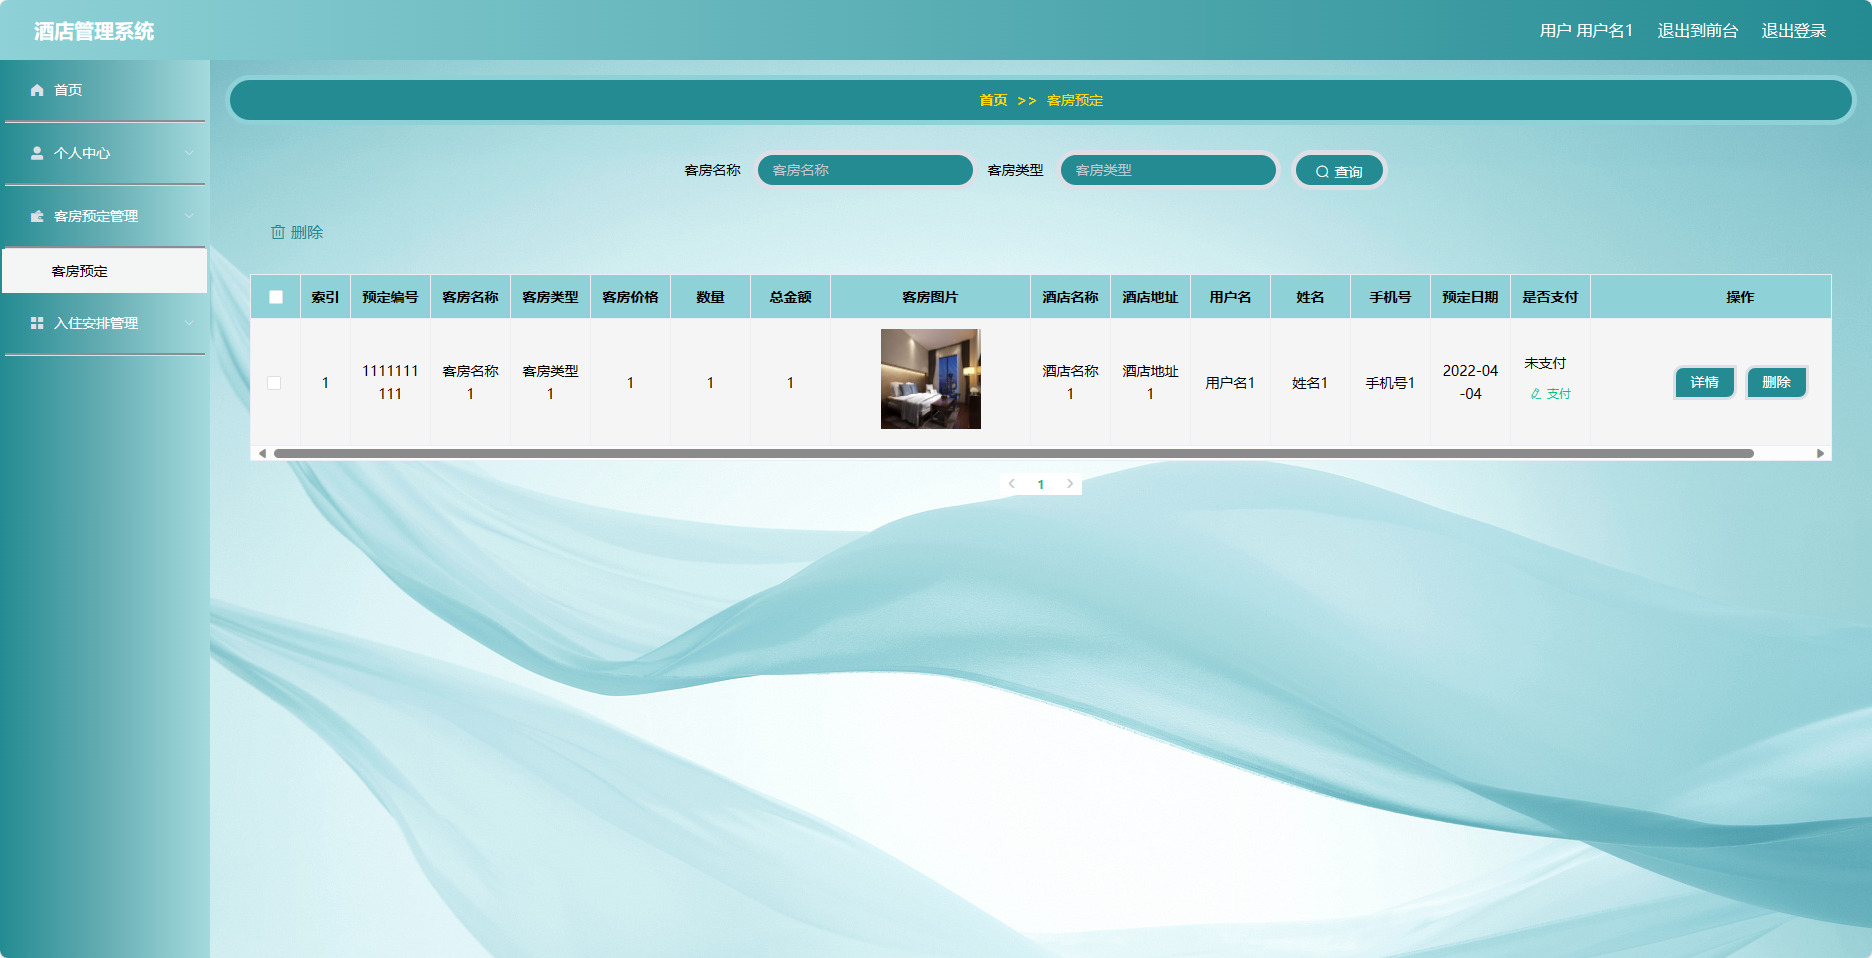 酒店管理系统
用户 用户名1 退出到前台 退出登录
首页
个人中心
客房预定管理
客房预定
入住安排管理
首页 >> 客房预定
客房名称 客房名称 客房类型 客房类型 查询
删除
索引 预定编号 客房名称 客房类型 客房价格 数量 总金额 客房图片 酒店名称 酒店地址 用户名 姓名 手机号 预定日期 是否支付 操作
1 1111111 客房名称 客房类型 1 1 1 酒店名称 酒店地址 用户名1 姓名1 手机号1 2022-04 未支付 详情 删除
111 1 1 1 1 -04 支付
1